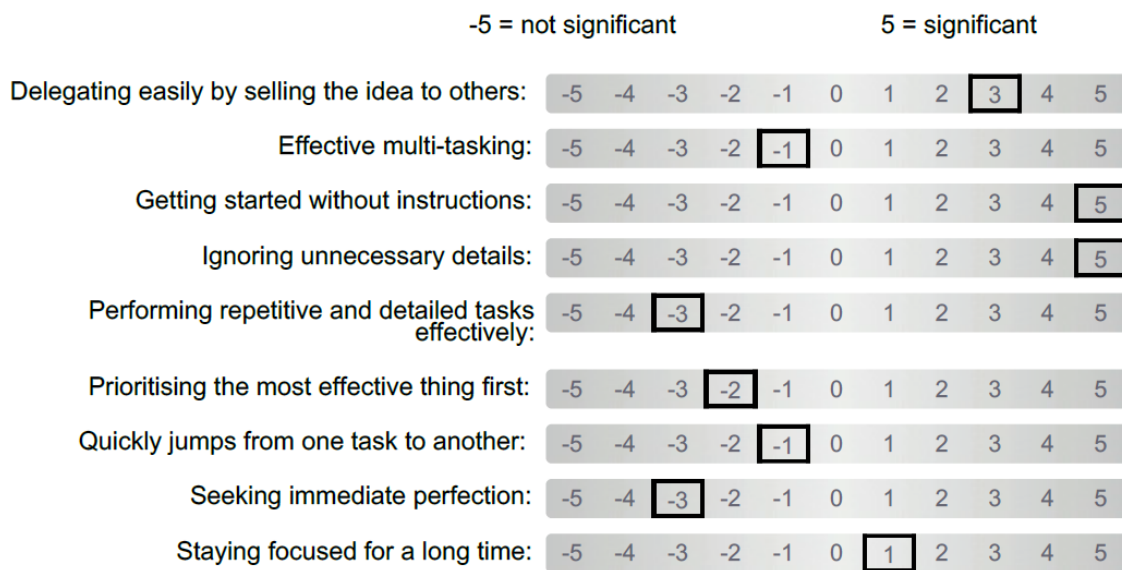 -5 = not significant 5 = significant
Delegating easily by selling the idea to others: -5 -4 -3 -2 -1 0 1 2 3 4 5
Effective multi-tasking: -5 -4 -3 -2 -1 0 1 2 3 4 5
Getting started without instructions: -5 -4 -3 -2 -1 0 1 2 3 4 5
Ignoring unnecessary details: -5 -4 -3 -2 -1 0 1 2 3 4 5
Performing repetitive and detailed tasks
effectively: -5 -4 -3 -2 -1 0 1 2 3 4 5
Prioritising the most effective thing first: -5 -4 -3 -2 -1 0 1 2 3 4 5
Quickly jumps from one task to another: -5 -4 -3 -2 -1 0 1 2 3 4 5
Seeking immediate perfection: -5 -4 -3 -2 -1 0 1 2 3 4 5
Staying focused for a long time: -5 -4 -3 -2 -1 0 1 2 3 4 5